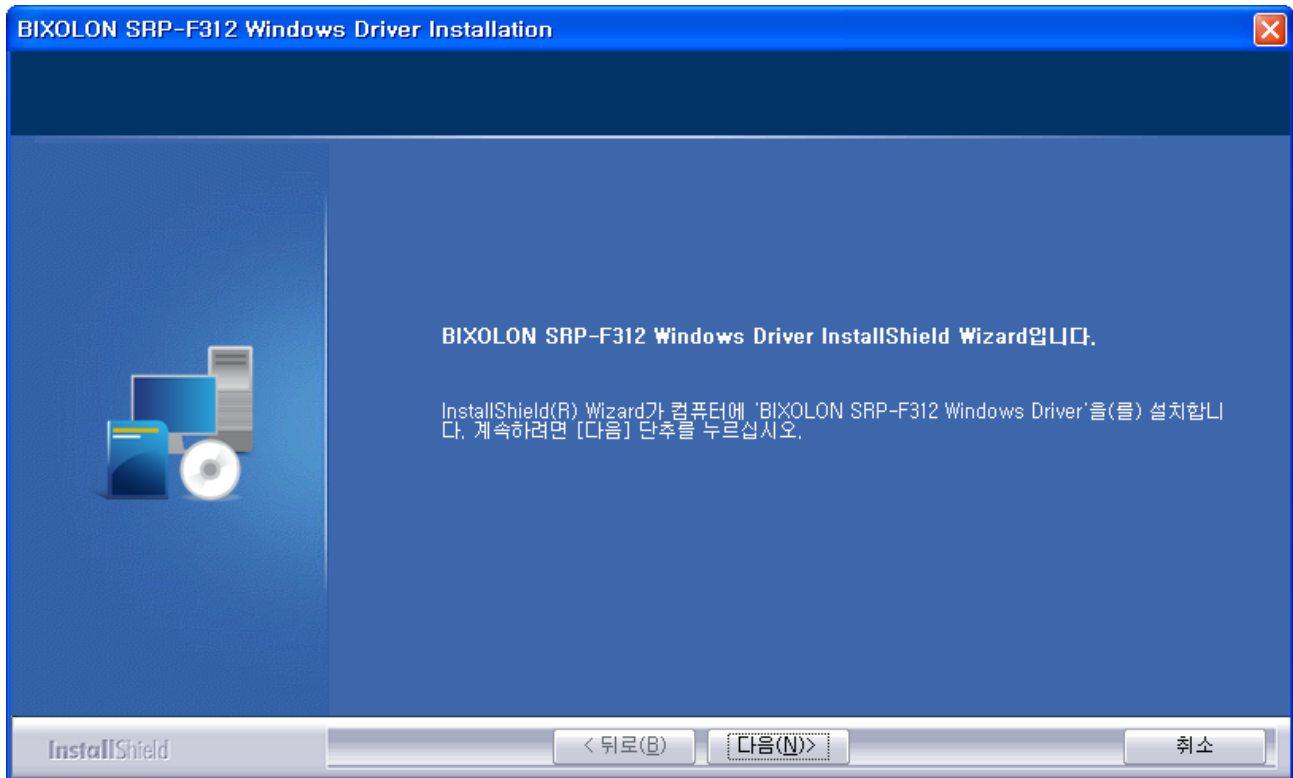 BIXOLON SRP-F312 Windows Driver Installation
BIXOLON SRP-F312 Windows Driver InstallShield Wizard입니다.
InstallShield(R) Wizard가 컴퓨터에 'BIXOLON SRP-F312 Windows Driver'을(를) 설치합니
다. 계속하려면 [다음] 단추를 누르십시오.
InstallShield
< 뒤로(B)
다음(N)>
취소